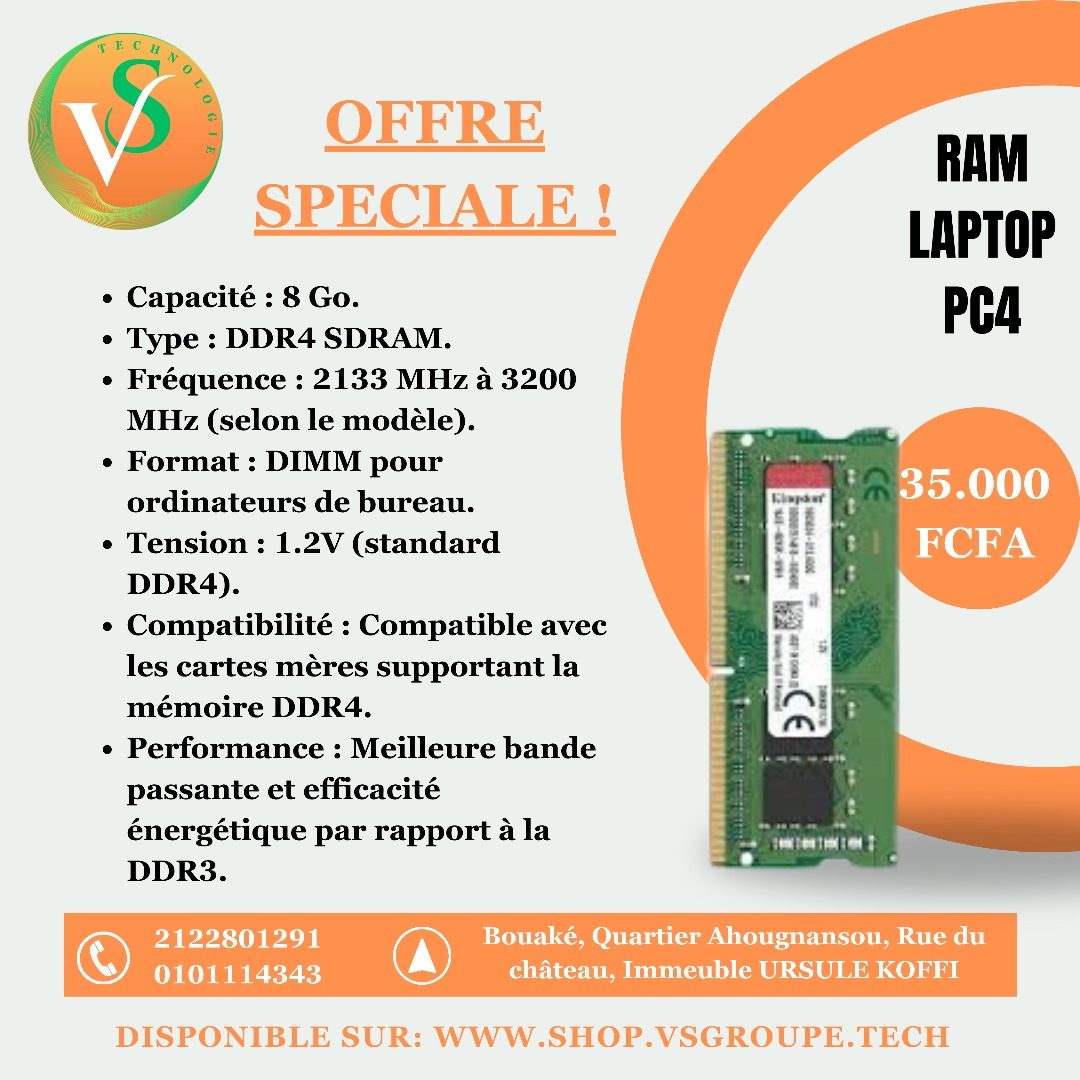 TECHNOLOGIE
VS
OFFRE
SPECIALE !
RAM
LAPTOP
PC4
• Capacité : 8 Go.
• Type : DDR4 SDRAM.
• Fréquence : 2133 MHz à 3200
MHz (selon le modèle).
• Format : DIMM pour
ordinateurs de bureau.
• Tension : 1.2V (standard
DDR4).
• Compatibilité : Compatible avec
les cartes mères supportant la
mémoire DDR4.
• Performance : Meilleure bande
passante et efficacité
énergétique par rapport à la
DDR3.
35.000
FCFA
Kingston
CE
2122801291
0101114343
Bouaké, Quartier Ahougnansou, Rue du
château, Immeuble URSULE KOFFI
DISPONIBLE SUR: WWW.SHOP.VSGROUPE.TECH